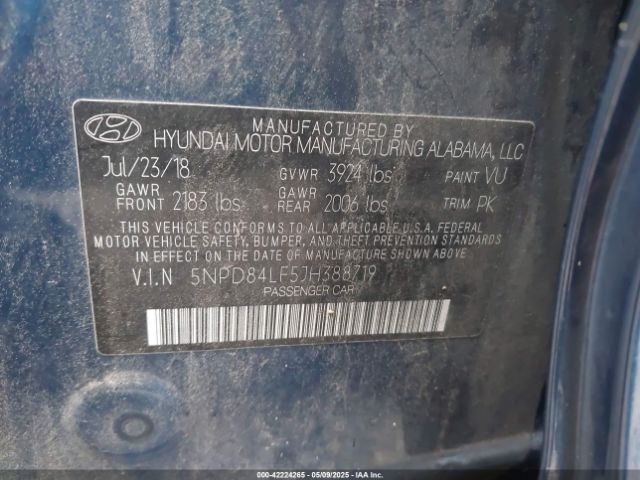 MANUFACTURED BY
HYUNDAI MOTOR MANUFACTURING ALABAMA, LLC
Jul/23/18 GVWR 3924 lbs PAINT VU
GAWR FRONT 2183 lbs GAWR REAR 2006 lbs TRIM PK
THIS VEHICLE CONFORMS TO ALL APPLICABLE U.S.A. FEDERAL
MOTOR VEHICLE SAFETY, BUMPER, AND THEFT PREVENTION STANDARDS
IN EFFECT ON THE DATE OF MANUFACTURE SHOWN ABOVE.
V.I.N 5NPD84LF5JH388719
PASSENGER CAR
000-42224265 - 05/09/2025 - IAAI.COM